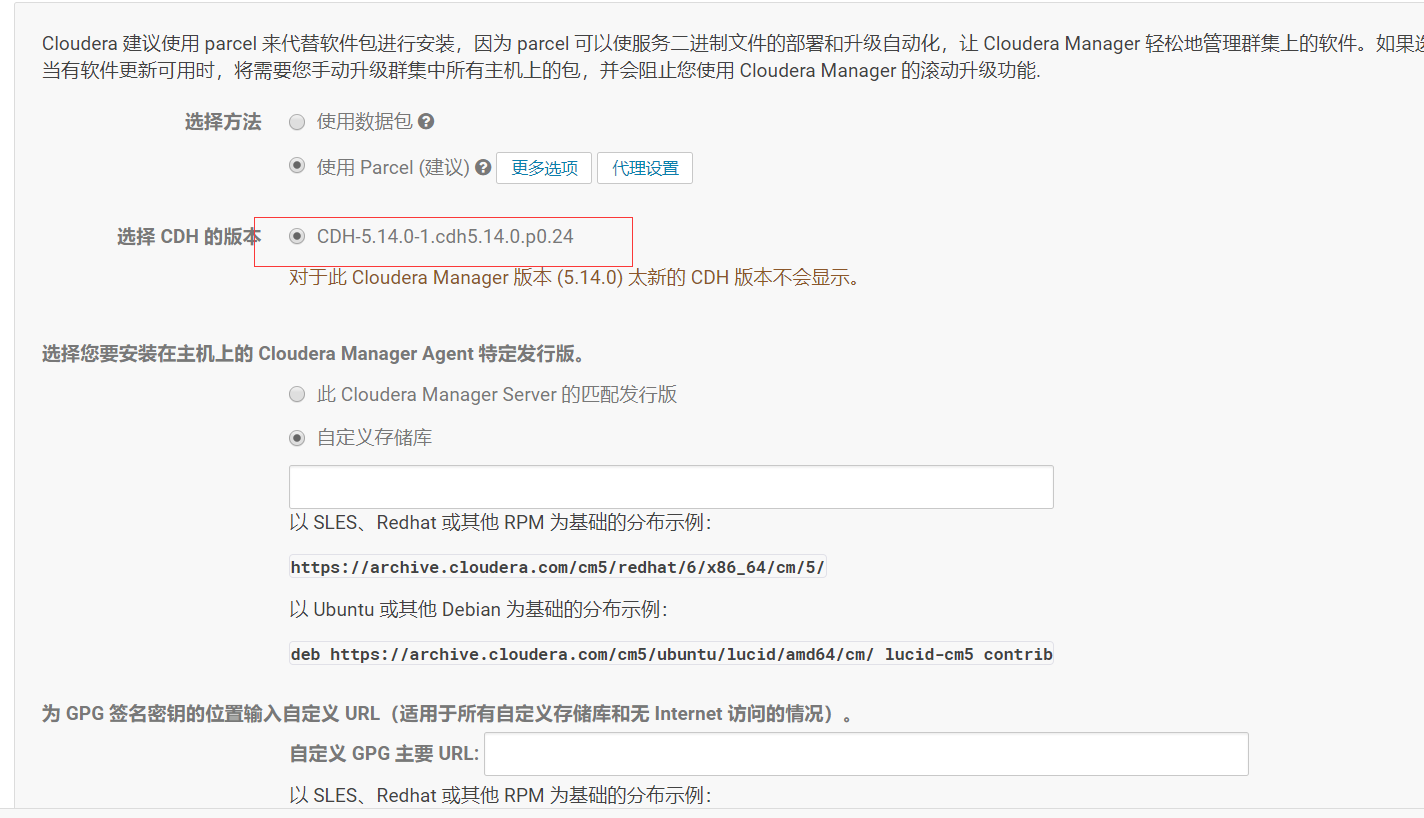 Cloudera 建议使用 parcel 来代替软件包进行安装，因为 parcel 可以使服务二进制文件的部署和升级自动化，让 Cloudera Manager 轻松地管理群集上的软件。如果
当有软件更新可用时，将需要您手动升级群集中所有主机上的包，并会阻止您使用 Cloudera Manager 的滚动升级功能.
选择方法 使用数据包
使用 Parcel (建议) 更多选项 代理设置
选择 CDH 的版本 CDH-5.14.0-1.cdh5.14.0.p0.24
对于此 Cloudera Manager 版本 (5.14.0) 太新的 CDH 版本不会显示。
选择您要安装在主机上的 Cloudera Manager Agent 特定发行版。
此 Cloudera Manager Server 的匹配发行版
自定义存储库
以 SLES、Redhat 或其他 RPM 为基础的分布示例：
https://archive.cloudera.com/cm5/redhat/6/x86_64/cm/5/
以 Ubuntu 或其他 Debian 为基础的分布示例：
deb https://archive.cloudera.com/cm5/ubuntu/lucid/amd64/cm/ lucid-cm5 contrib
为 GPG 签名密钥的位置输入自定义 URL（适用于所有自定义存储库和无 Internet 访问的情况）。
自定义 GPG 主要 URL:
以 SLES、Redhat 或其他 RPM 为基础的分布示例：